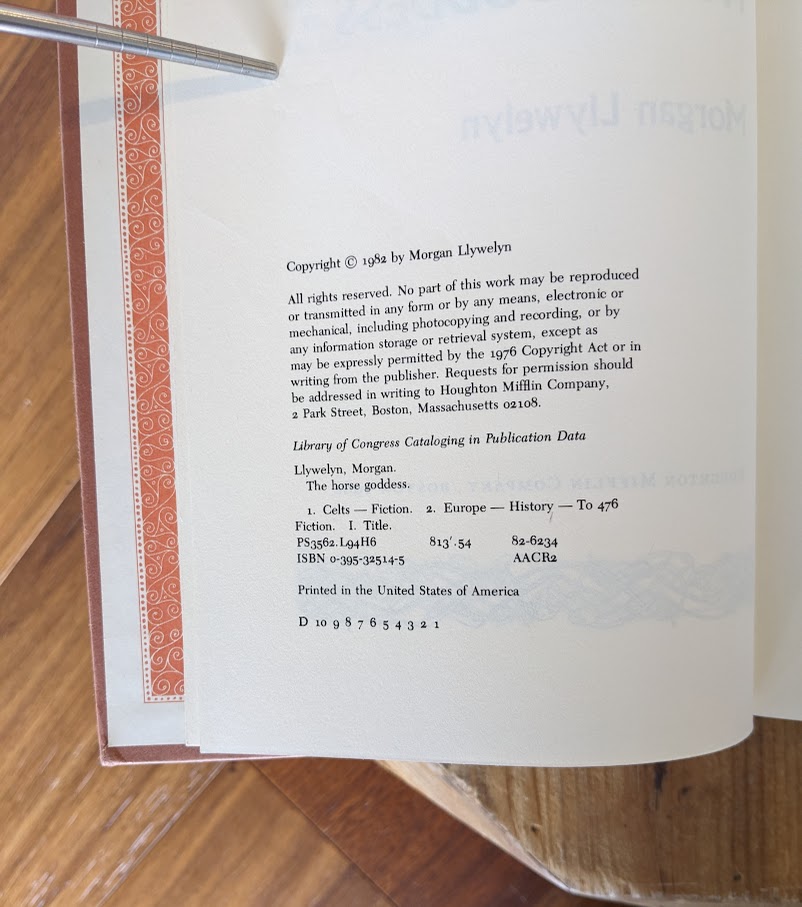 Morgan Llywelyn
Copyright © 1982 by Morgan Llywelyn
All rights reserved. No part of this work may be reproduced
or transmitted in any form or by any means, electronic or
mechanical, including photocopying and recording, or by
any information storage or retrieval system, except as
may be expressly permitted by the 1976 Copyright Act or in
writing from the publisher. Requests for permission should
be addressed in writing to Houghton Mifflin Company,
2 Park Street, Boston, Massachusetts 02108.
Library of Congress Cataloging in Publication Data
Llywelyn, Morgan.
The horse goddess.
1. Celts — Fiction. 2. Europe — History — To 476
Fiction. I. Title.
PS3562.L94H6 813'.54 82-6234
ISBN 0-395-32514-5 AACR2
Printed in the United States of America
D 10 9 8 7 6 5 4 3 2 1